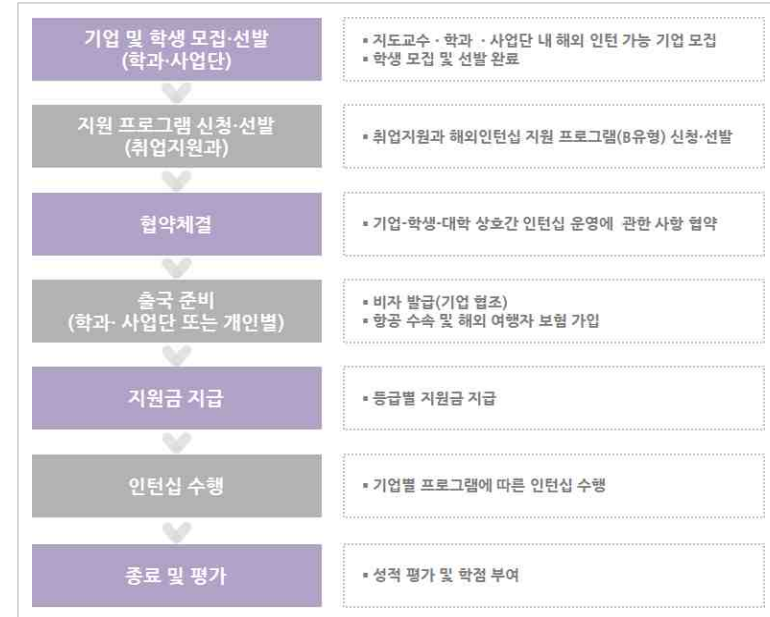 기업 및 학생 모집·선발
(학과·사업단)
▪ 지도교수 · 학과 · 사업단 내 해외 인턴 가능 기업 모집
▪ 학생 모집 및 선발 완료
지원 프로그램 신청·선발
(취업지원과)
▪ 취업지원과 해외인턴십 지원 프로그램(B유형) 신청·선발
협약체결
▪ 기업-학생-대학 상호간 인턴십 운영에 관한 사항 협약
출국 준비
(학과· 사업단 또는 개인별)
▪ 비자 발급(기업 협조)
▪ 항공 수속 및 해외 여행자 보험 가입
지원금 지급
▪ 등급별 지원금 지급
인턴십 수행
▪ 기업별 프로그램에 따른 인턴십 수행
종료 및 평가
▪ 성적 평가 및 학점 부여